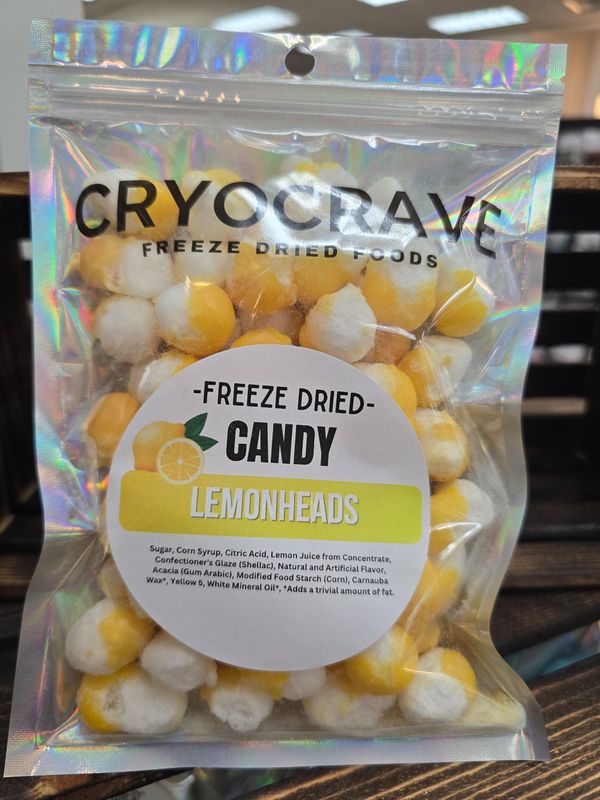 CRYOCRAVE
FREEZE DRIED FOODS
-FREEZE DRIED-
CANDY
LEMONHEADS
Sugar, Corn Syrup, Citric Acid, Lemon Juice from Concentrate,
Confectioner's Glaze (Shellac), Natural and Artificial Flavor,
Acacia (Gum Arabic), Modified Food Starch (Corn), Carnauba
Wax*, Yellow 5, White Mineral Oil*, *Adds a trivial amount of fat.